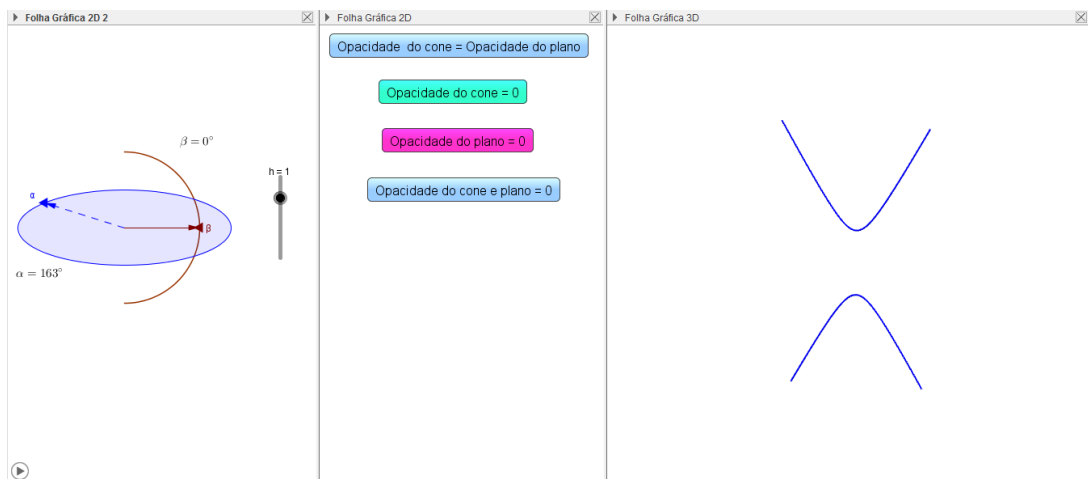 Folha Gráfica 2D 2
β = 0°
h = 1
α
β
α = 163°
Folha Gráfica 2D
Opacidade do cone = Opacidade do plano
Opacidade do cone = 0
Opacidade do plano = 0
Opacidade do cone e plano = 0
Folha Gráfica 3D